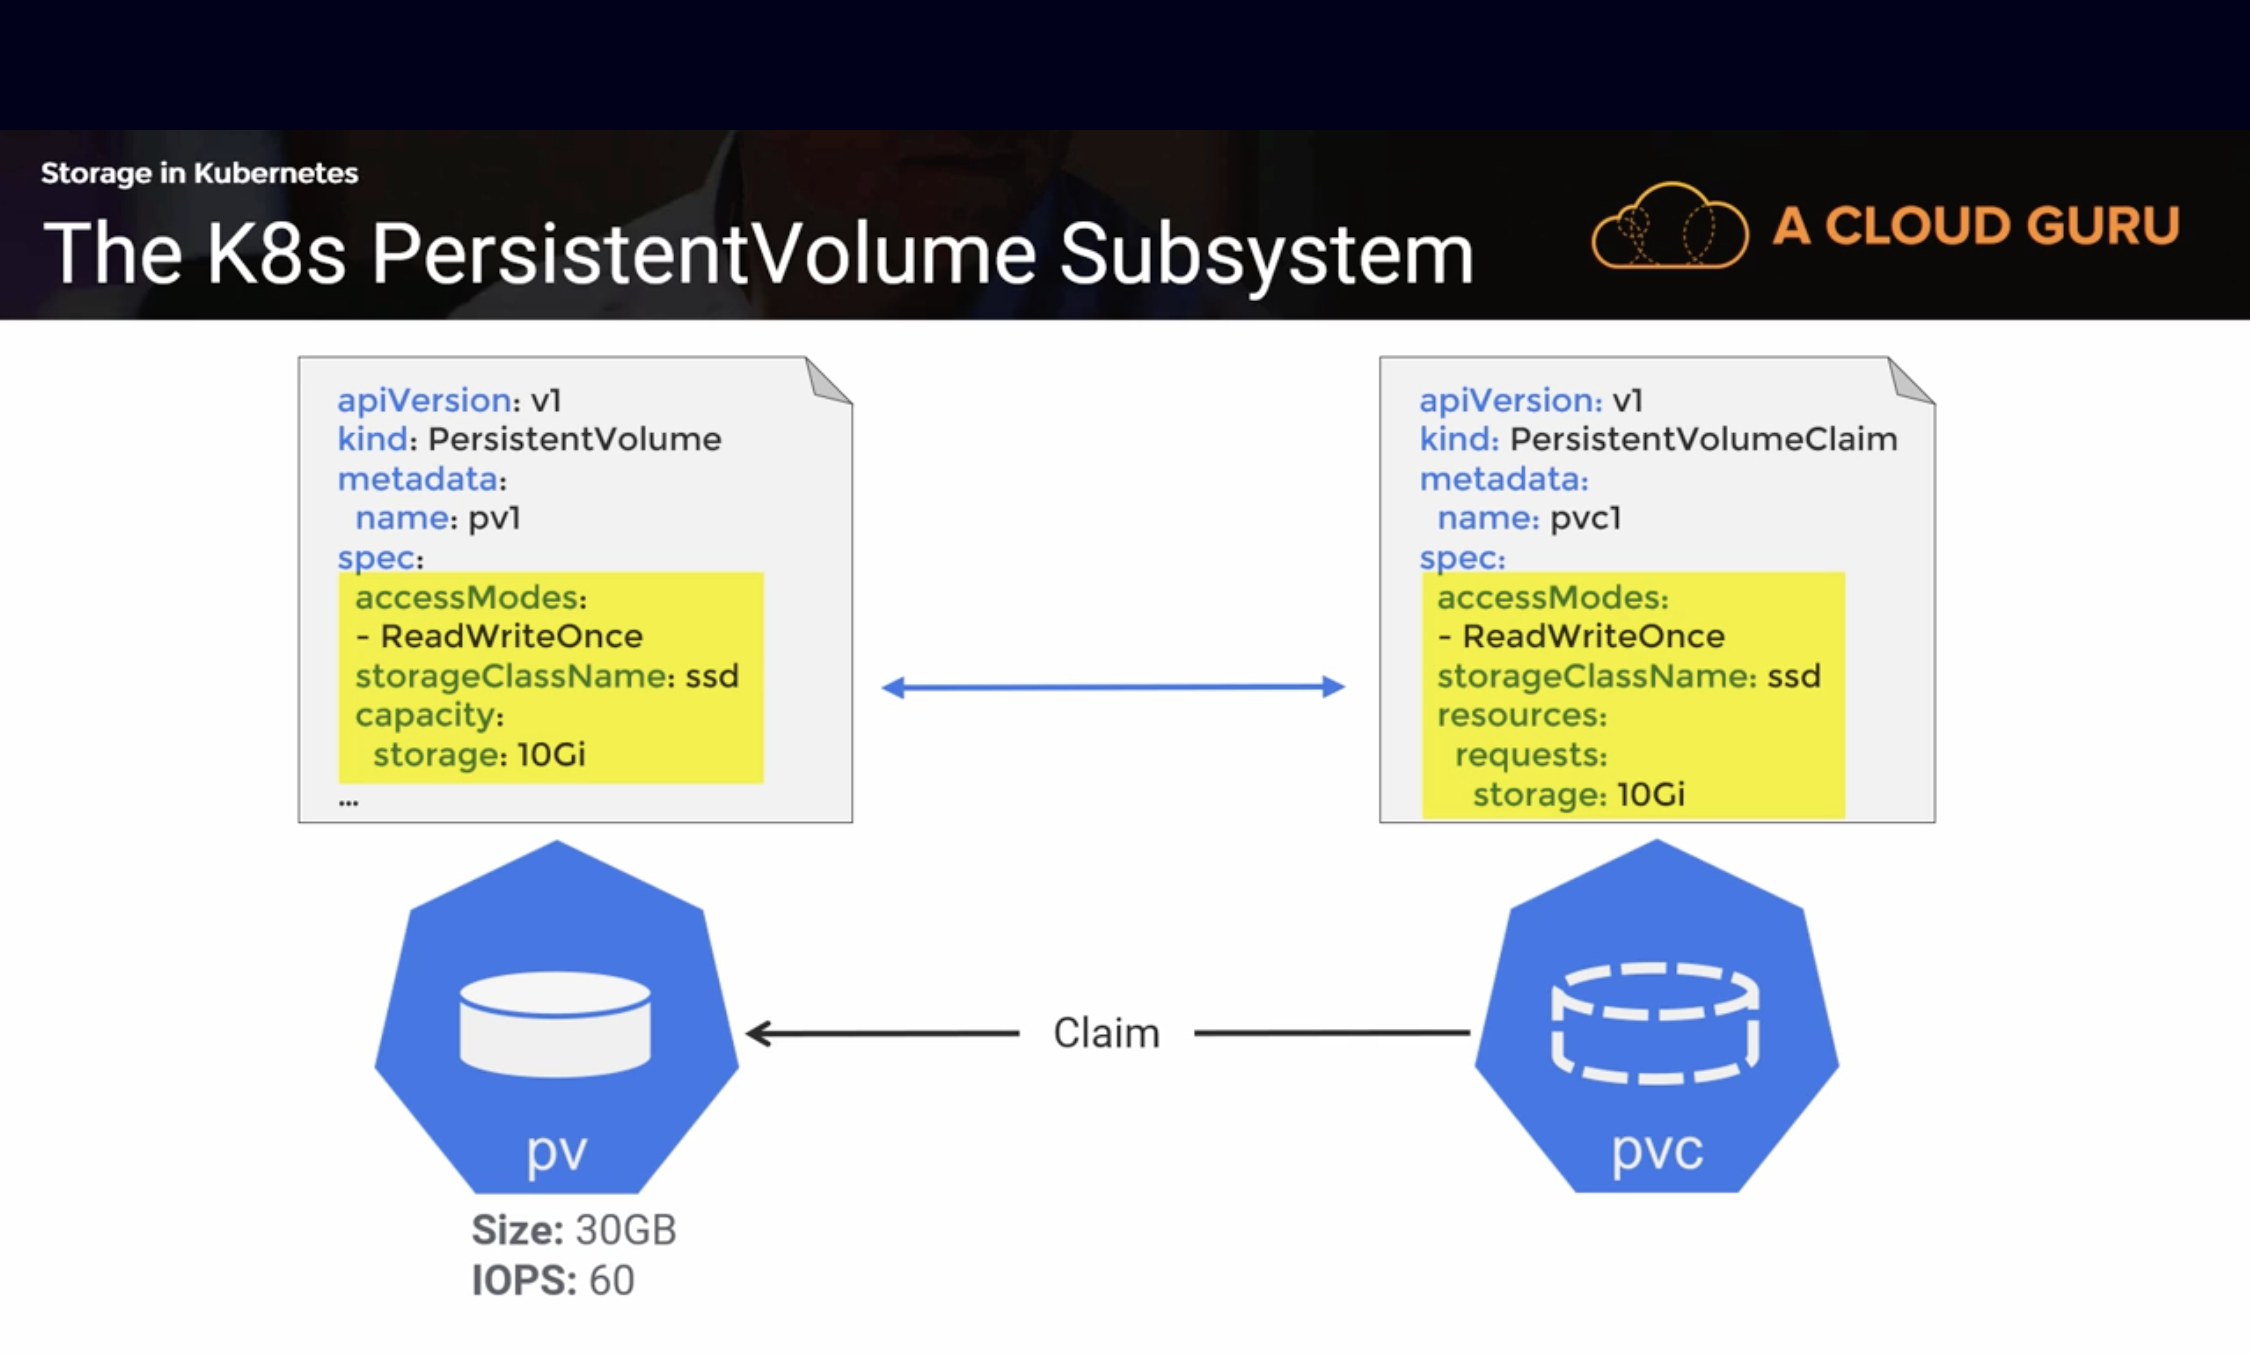 Storage in Kubernetes
The K8s PersistentVolume Subsystem
A CLOUD GURU
apiVersion: v1
kind: PersistentVolume
metadata:
  name: pv1
spec:
  accessModes:
  - ReadWriteOnce
  storageClassName: ssd
  capacity:
    storage: 10Gi
...
apiVersion: v1
kind: PersistentVolumeClaim
metadata:
  name: pvc1
spec:
  accessModes:
  - ReadWriteOnce
  storageClassName: ssd
  resources:
    requests:
      storage: 10Gi
Claim
pv
pvc
Size: 30GB
IOPS: 60